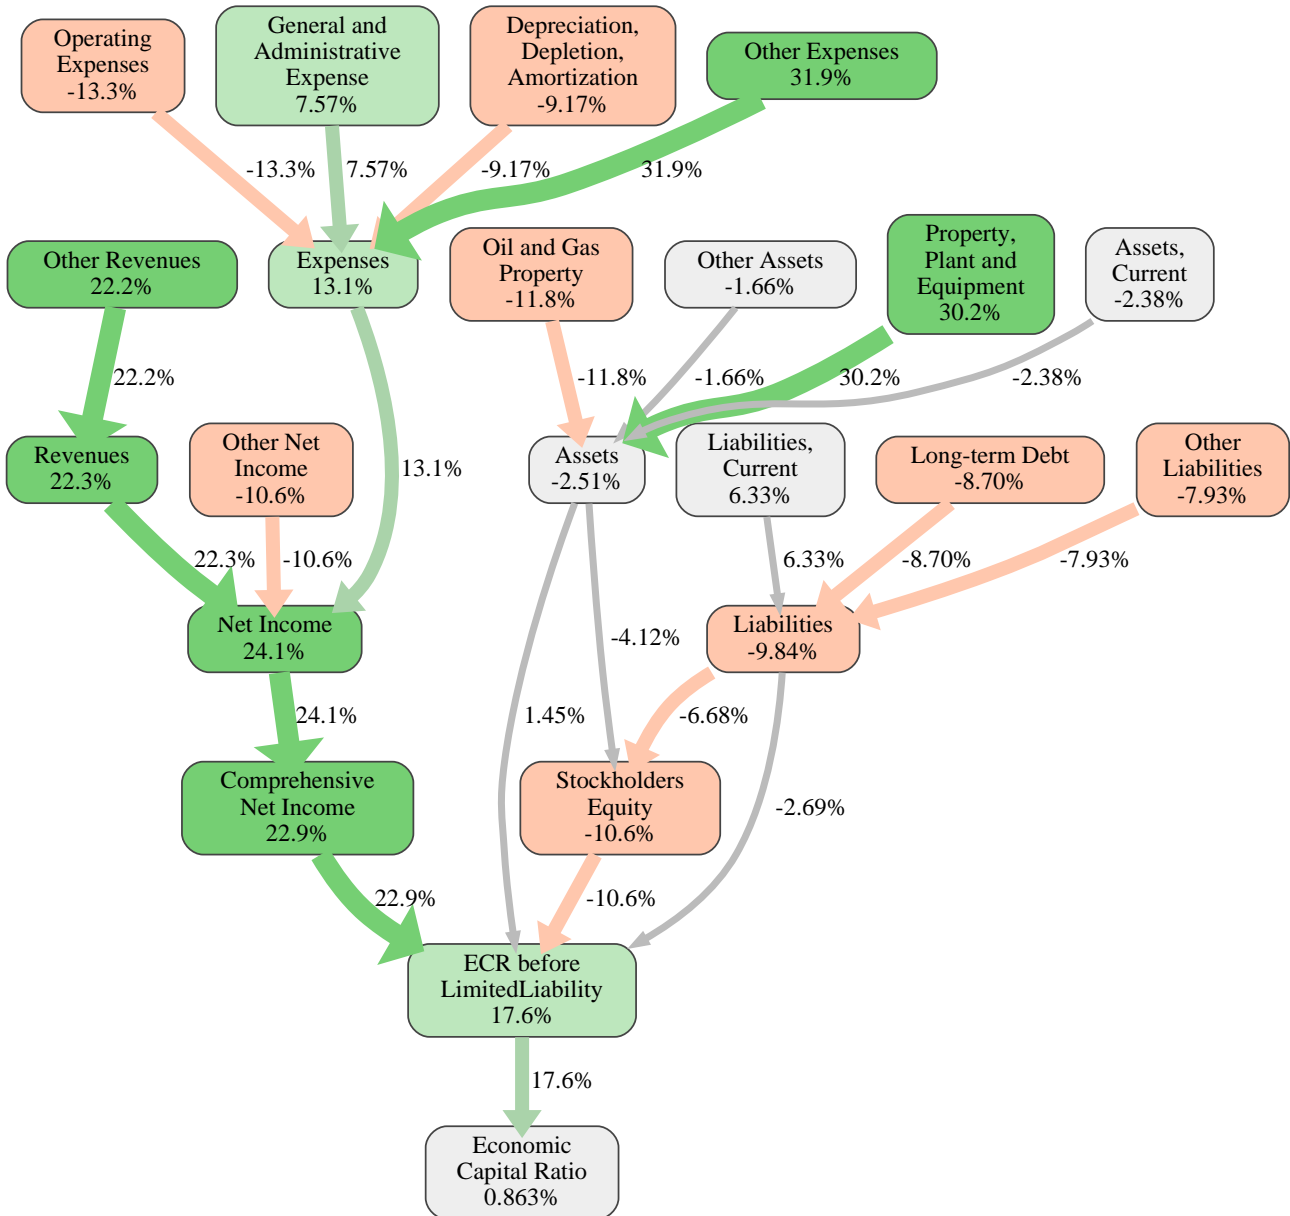 Operating
Expenses
-13.3%
General and
Administrative
Expense
7.57%
Depreciation,
Depletion,
Amortization
-9.17%
Other Expenses
31.9%
-13.3%
7.57%
-9.17%
31.9%
Other Revenues
22.2%
Expenses
13.1%
Oil and Gas
Property
-11.8%
Other Assets
-1.66%
Property,
Plant and
Equipment
30.2%
Assets,
Current
-2.38%
22.2%
-11.8%
-1.66%
30.2%
-2.38%
Revenues
22.3%
Other Net
Income
-10.6%
13.1%
Assets
-2.51%
Liabilities,
Current
6.33%
Long-term Debt
-8.70%
Other
Liabilities
-7.93%
22.3%
-10.6%
6.33%
-8.70%
-7.93%
Net Income
24.1%
-4.12%
Liabilities
-9.84%
24.1%
1.45%
-6.68%
Comprehensive
Net Income
22.9%
Stockholders
Equity
-10.6%
-2.69%
22.9%
-10.6%
ECR before
LimitedLiability
17.6%
17.6%
Economic
Capital Ratio
0.863%